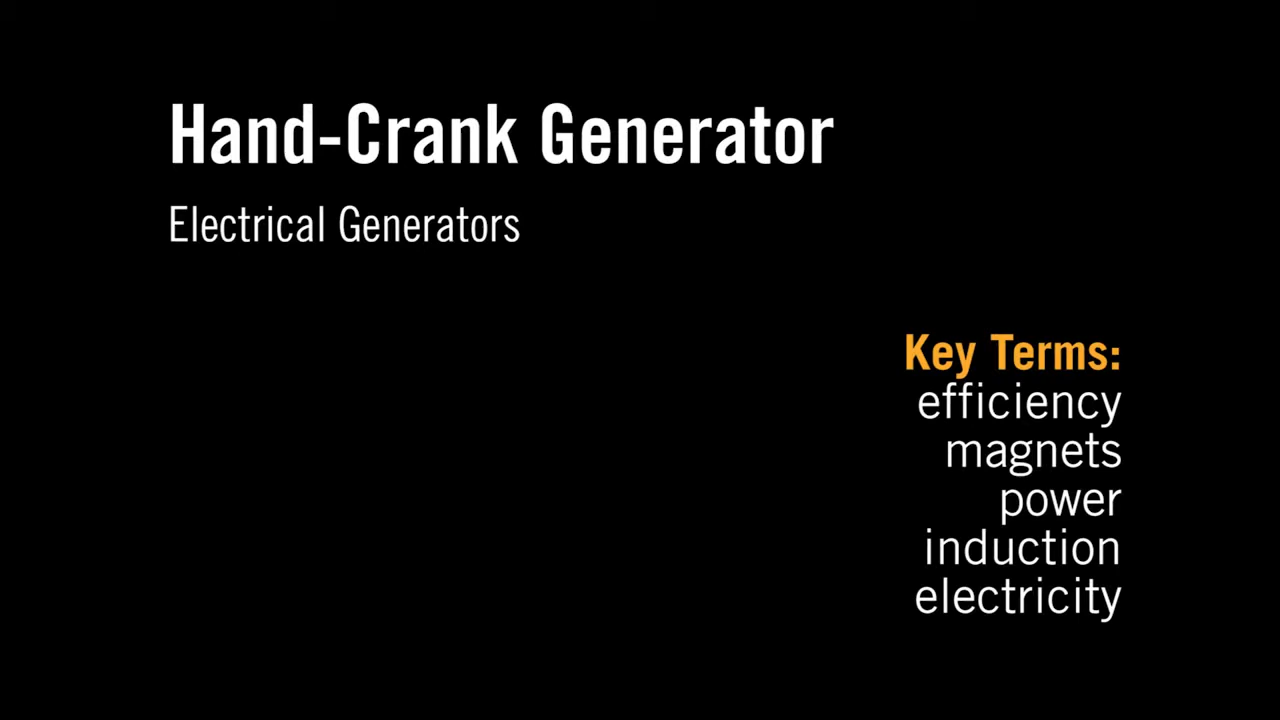 Hand-Crank Generator
Electrical Generators
Key Terms:
efficiency
magnets
power
induction
electricity